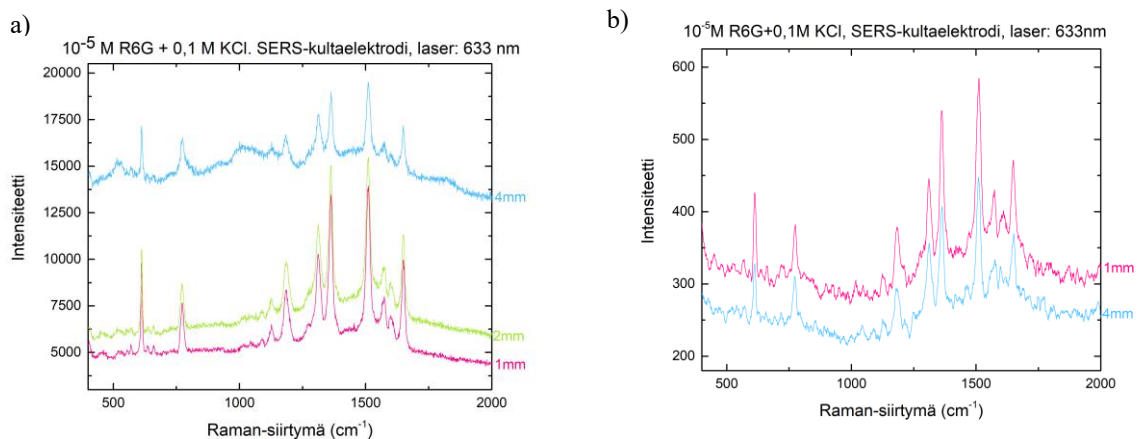 a)
10⁻⁵ M R6G + 0,1 M KCl. SERS-kultaelektrodi, laser: 633 nm
20000
17500
15000
12500
10000
7500
5000
Intensiteetti
4mm
2mm
1mm
500
1000
1500
2000
Raman-siirtymä (cm⁻¹)
b)
10⁻⁵M R6G+0,1M KCl, SERS-kultaelektrodi, laser: 633nm
600
500
400
300
200
Intensiteetti
1mm
4mm
500
1000
1500
2000
Raman-siirtymä (cm⁻¹)